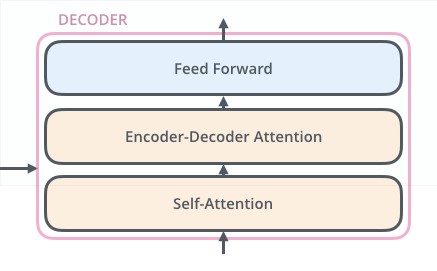 DECODER
Feed Forward
Encoder-Decoder Attention
Self-Attention